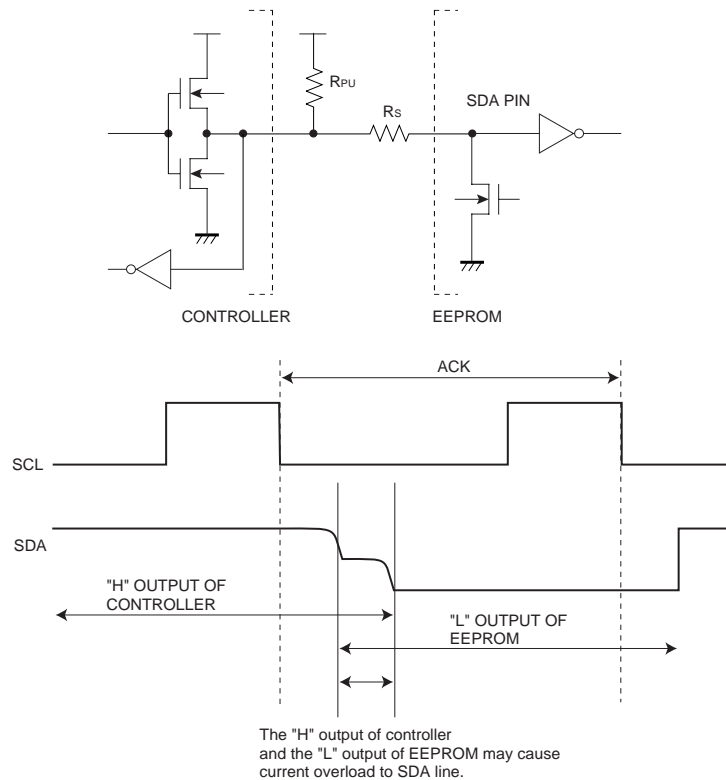 RPU
RS
SDA PIN
CONTROLLER
EEPROM
ACK
SCL
SDA
"H" OUTPUT OF
CONTROLLER
"L" OUTPUT OF
EEPROM
The "H" output of controller
and the "L" output of EEPROM may cause
current overload to SDA line.